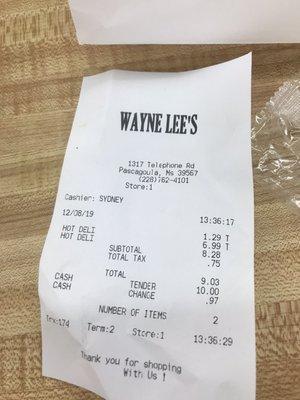 WAYNE LEE'S
1317 Telephone Rd
Pascagoula, Ms 39567
(228)762-4101
Store:1
Cashier: SYDNEY
12/08/19 13:36:17
HOT DELI 1.29 T
HOT DELI 6.99 T
SUBTOTAL 8.28
TOTAL TAX .75
TOTAL 9.03
CASH TENDER 10.00
CASH CHANGE .97
NUMBER OF ITEMS 2
Trx:174 Term:2 Store:1 13:36:29
Thank you for shopping
With Us !